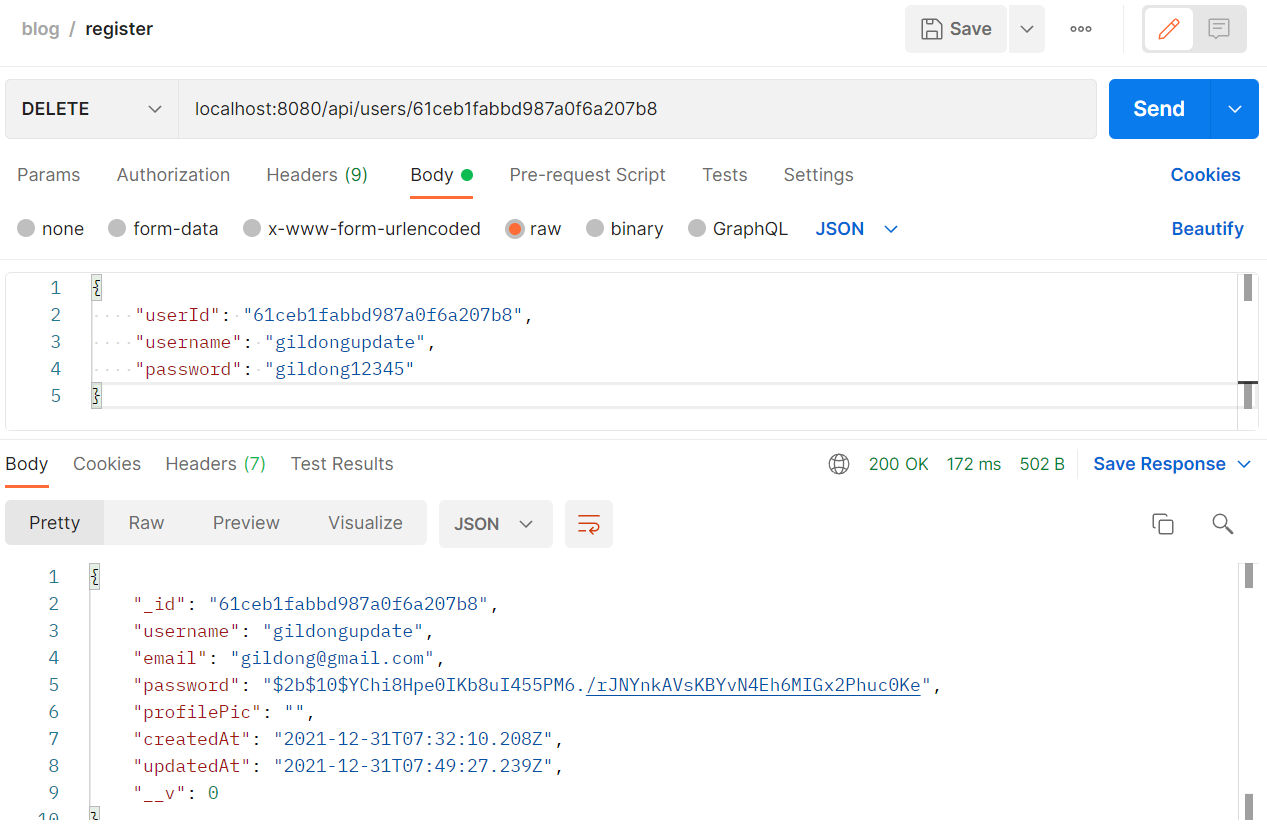 blog / register
Save
DELETE
localhost:8080/api/users/61ceb1fabbd987a0f6a207b8
Send
Params Authorization Headers (9) Body Pre-request Script Tests Settings Cookies
none form-data x-www-form-urlencoded raw binary GraphQL JSON Beautify
1 {
2 "userId": "61ceb1fabbd987a0f6a207b8",
3 "username": "gildongupdate",
4 "password": "gildong12345"
5 }
Body Cookies Headers (7) Test Results 200 OK 172 ms 502 B Save Response
Pretty Raw Preview Visualize JSON
1 {
2 "_id": "61ceb1fabbd987a0f6a207b8",
3 "username": "gildongupdate",
4 "email": "gildong@gmail.com",
5 "password": "$2b$10$YChi8Hpe0IKb8uI455PM6./rJNYnkAVsKBYvN4Eh6MIGx2Phuc0Ke",
6 "profilePic": "",
7 "createdAt": "2021-12-31T07:32:10.208Z",
8 "updatedAt": "2021-12-31T07:49:27.239Z",
9 "__v": 0
10 }